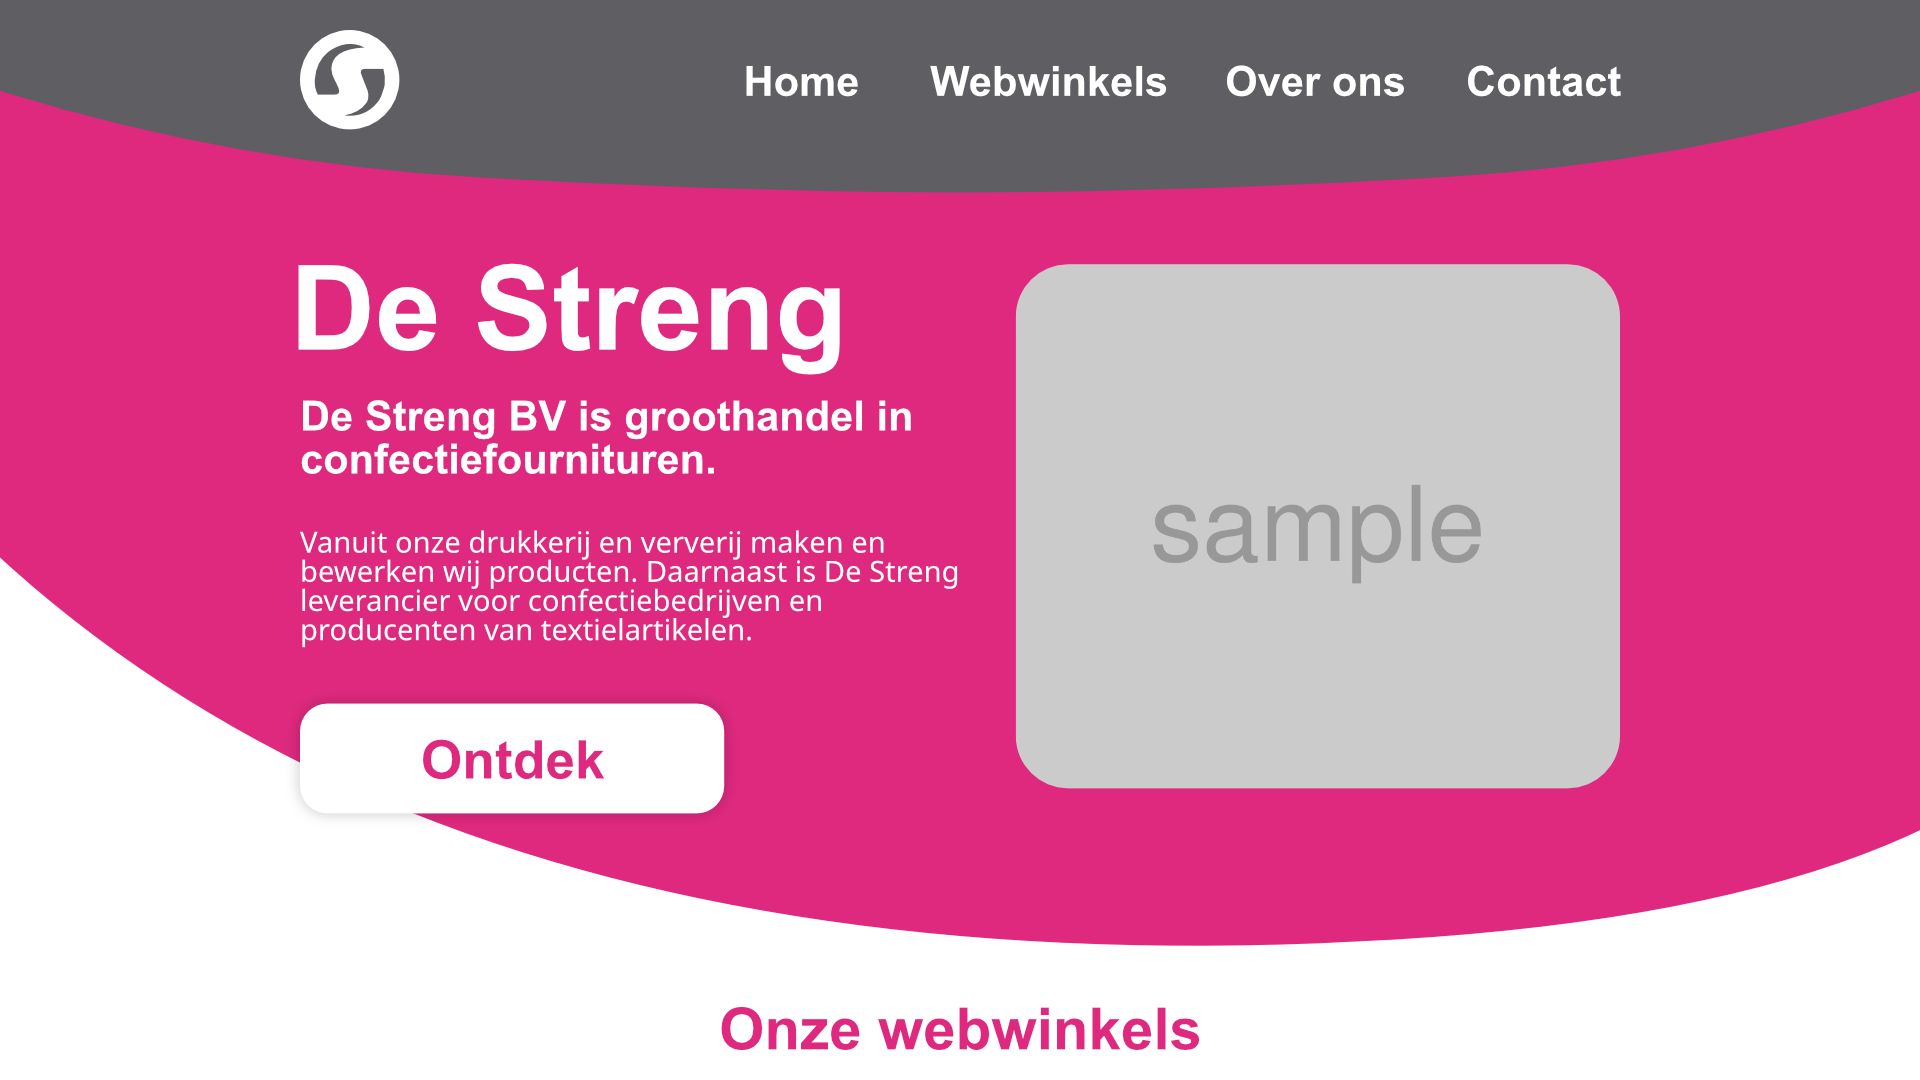 Home Webwinkels Over ons Contact
De Streng
De Streng BV is groothandel in
confectiefournituren.
Vanuit onze drukkerij en ververij maken en
bewerken wij producten. Daarnaast is De Streng
leverancier voor confectiebedrijven en
producenten van textielartikelen.
Ontdek
sample
Onze webwinkels